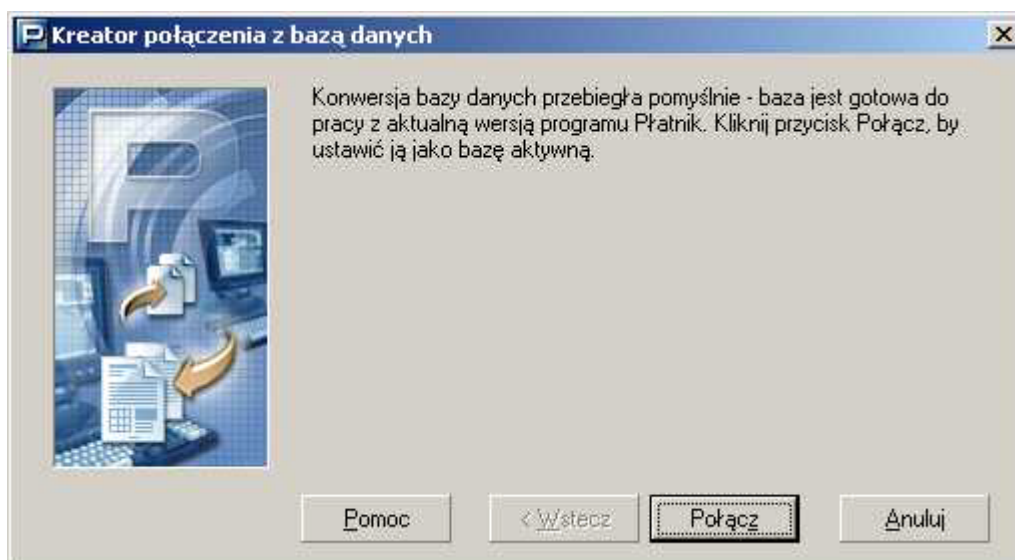 Kreator połączenia z bazą danych
Konwersja bazy danych przebiegła pomyślnie - baza jest gotowa do
pracy z aktualną wersją programu Płatnik. Kliknij przycisk Połącz, by
ustawić ją jako bazę aktywną.
Pomoc
< Wstecz
Połącz
Anuluj